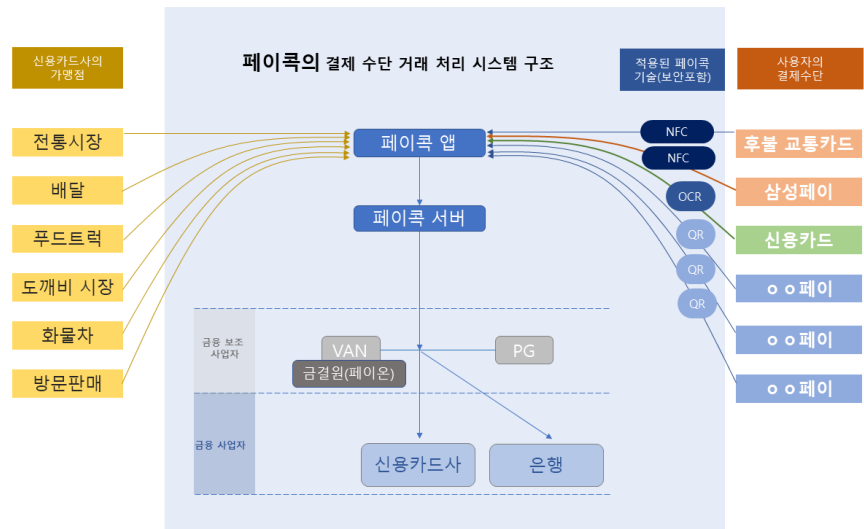 페이콕의 결제 수단 거래 처리 시스템 구조
신용카드사의
가맹점
적용된 페이콕
기술(보안포함)
사용자의
결제수단
전통시장
배달
푸드트럭
도깨비 시장
화물차
방문판매
페이콕 앱
페이콕 서버
NFC
NFC
OCR
QR
QR
QR
후불 교통카드
삼성페이
신용카드
ㅇㅇ페이
ㅇㅇ페이
ㅇㅇ페이
금융 보조
사업자
VAN
금결원(페이온)
PG
금융 사업자
신용카드사
은행